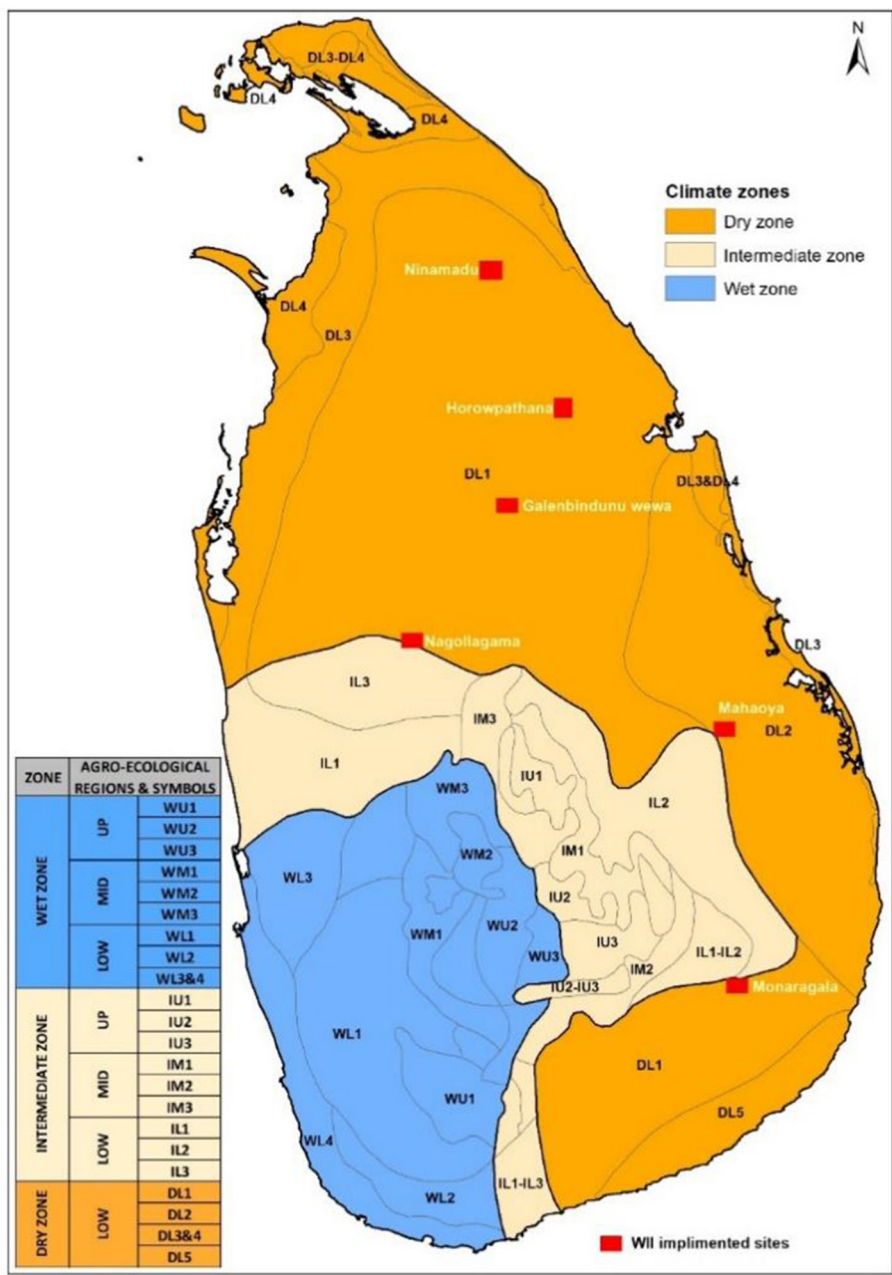 N
DL3-DL4
DL4
DL4
Climate zones
Dry zone
Intermediate zone
Wet zone
Ninamadu
DL4
DL3
Horowpathana
DL1
DL3&DL4
Galenbindunu wewa
Nagollagama
DL3
IL3
Mahaoya
IM3
DL2
IL1
IU1
IL2
WM3
IM1
WM2
WL3
IU2
WM1
WU2
IU3
WU3
IL1-IL2
IM2
IU2-IU3
Monaragala
WL1
DL1
WU1
DL5
WL4
IL1-IL3
WL2
WII implimented sites
ZONE
AGRO-ECOLOGICAL
REGIONS & SYMBOLS
WET ZONE
UP
WU1
WU2
WU3
MID
WM1
WM2
WM3
LOW
WL1
WL2
WL3&4
INTERMEDIATE ZONE
UP
IU1
IU2
IU3
MID
IM1
IM2
IM3
LOW
IL1
IL2
IL3
DRY ZONE
LOW
DL1
DL2
DL3&4
DL5